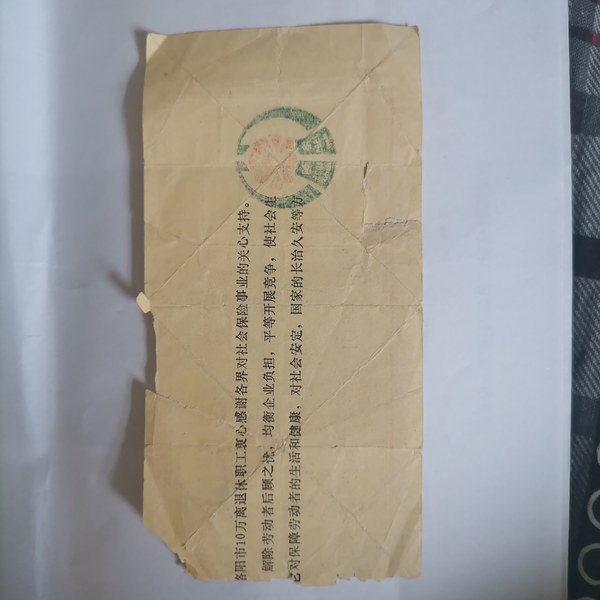 洛阳市10万离退休职工衷心感谢各界对社会保险事业的关心支持。
解除劳动者后顾之忧，均衡企业负担，平等开展竞争，使社会
对保障劳动者的生活和健康，对社会安定，国家的长治久安等方